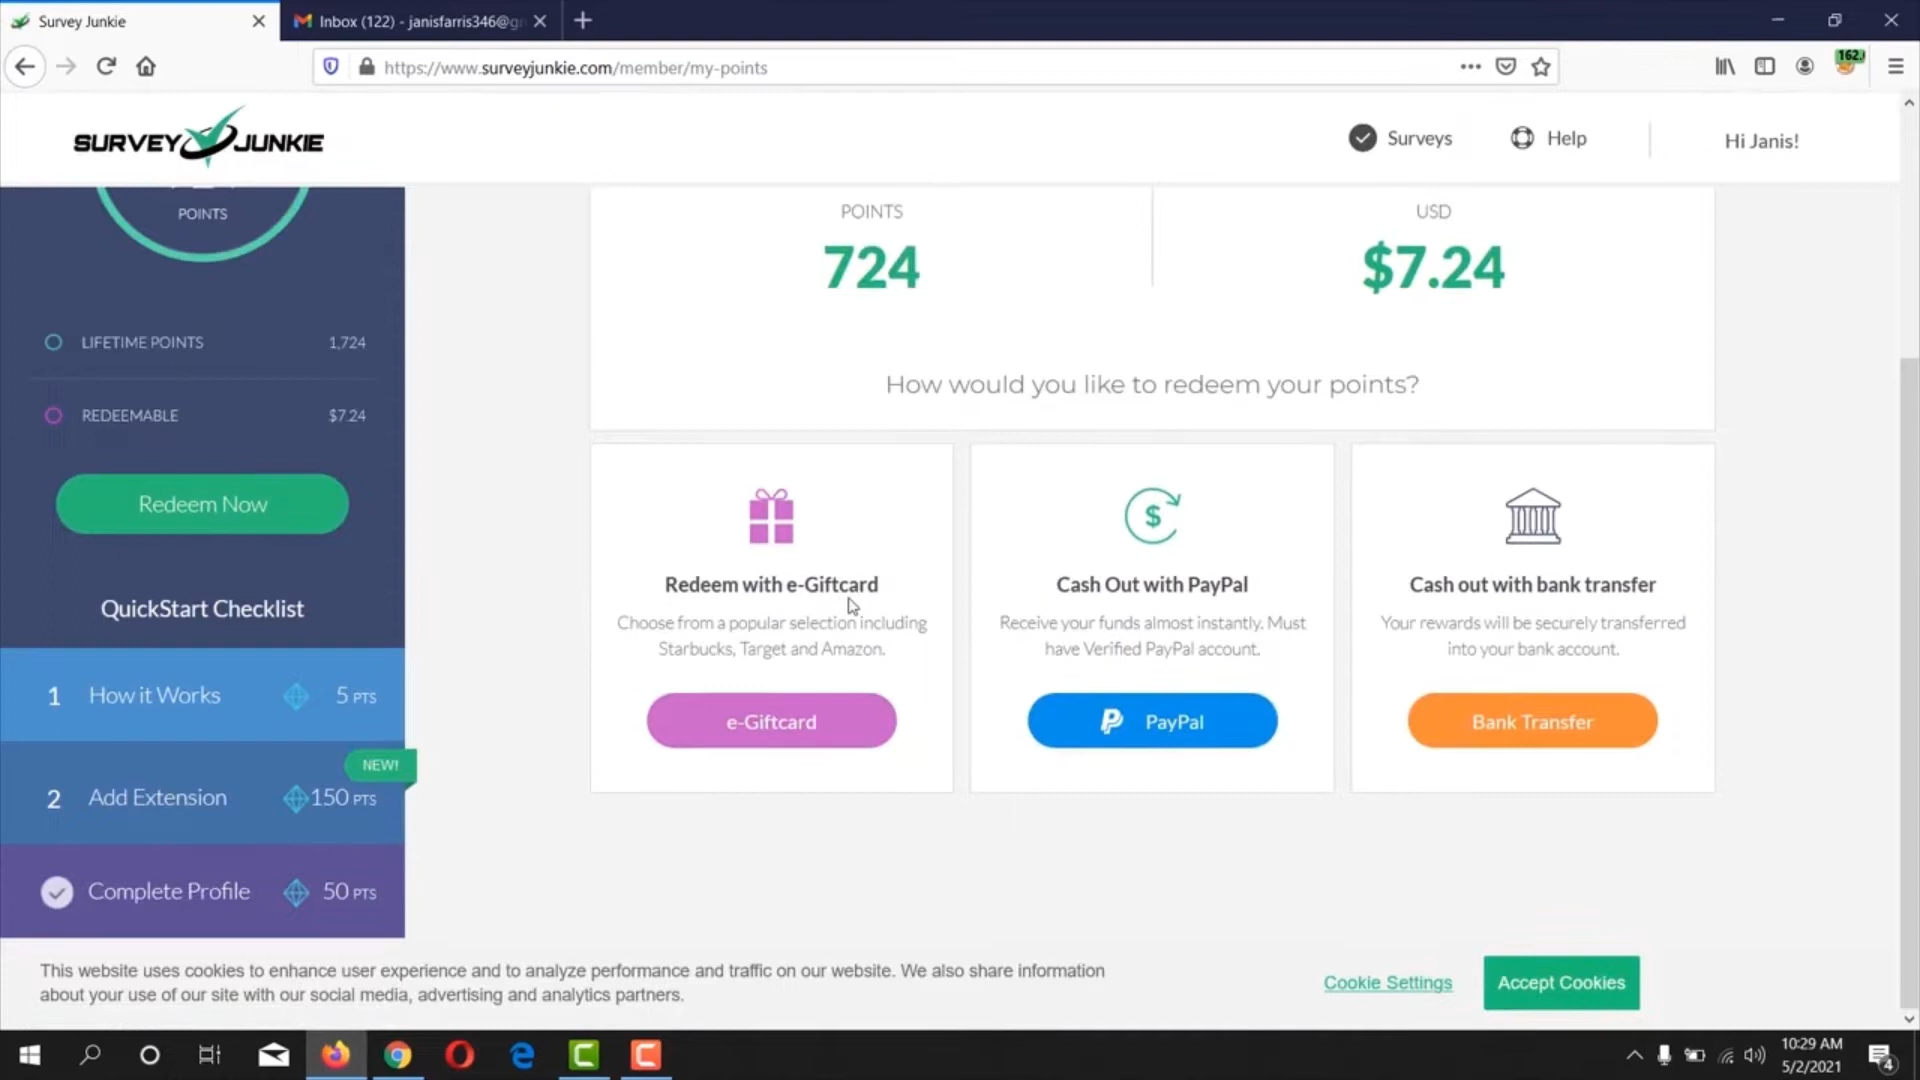 Survey Junkie
Inbox (122) - janisfarris346@g
https://www.surveyjunkie.com/member/my-points
162.
SURVEY JUNKIE
Surveys
Help
Hi Janis!
POINTS
LIFETIME POINTS 1,724
REDEEMABLE $7.24
Redeem Now
QuickStart Checklist
1 How it Works 5 PTS
NEW!
2 Add Extension 150 PTS
Complete Profile 50 PTS
POINTS
724
USD
$7.24
How would you like to redeem your points?
Redeem with e-Giftcard
Choose from a popular selection including
Starbucks, Target and Amazon.
e-Giftcard
Cash Out with PayPal
Receive your funds almost instantly. Must
have Verified PayPal account.
PayPal
Cash out with bank transfer
Your rewards will be securely transferred
into your bank account.
Bank Transfer
This website uses cookies to enhance user experience and to analyze performance and traffic on our website. We also share information
about your use of our site with our social media, advertising and analytics partners.
Cookie Settings
Accept Cookies
10:29 AM
5/2/2021
4